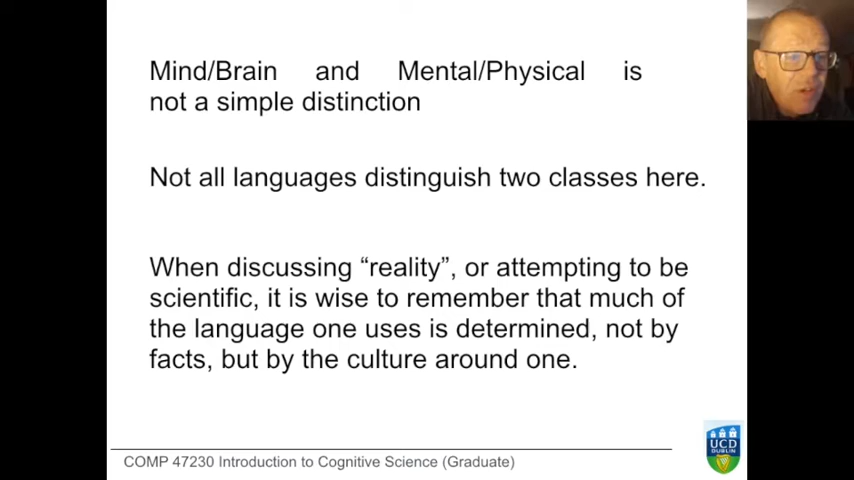 Mind/Brain and Mental/Physical is
not a simple distinction
Not all languages distinguish two classes here.
When discussing “reality”, or attempting to be
scientific, it is wise to remember that much of
the language one uses is determined, not by
facts, but by the culture around one.
COMP 47230 Introduction to Cognitive Science (Graduate)
UCD
DUBLIN